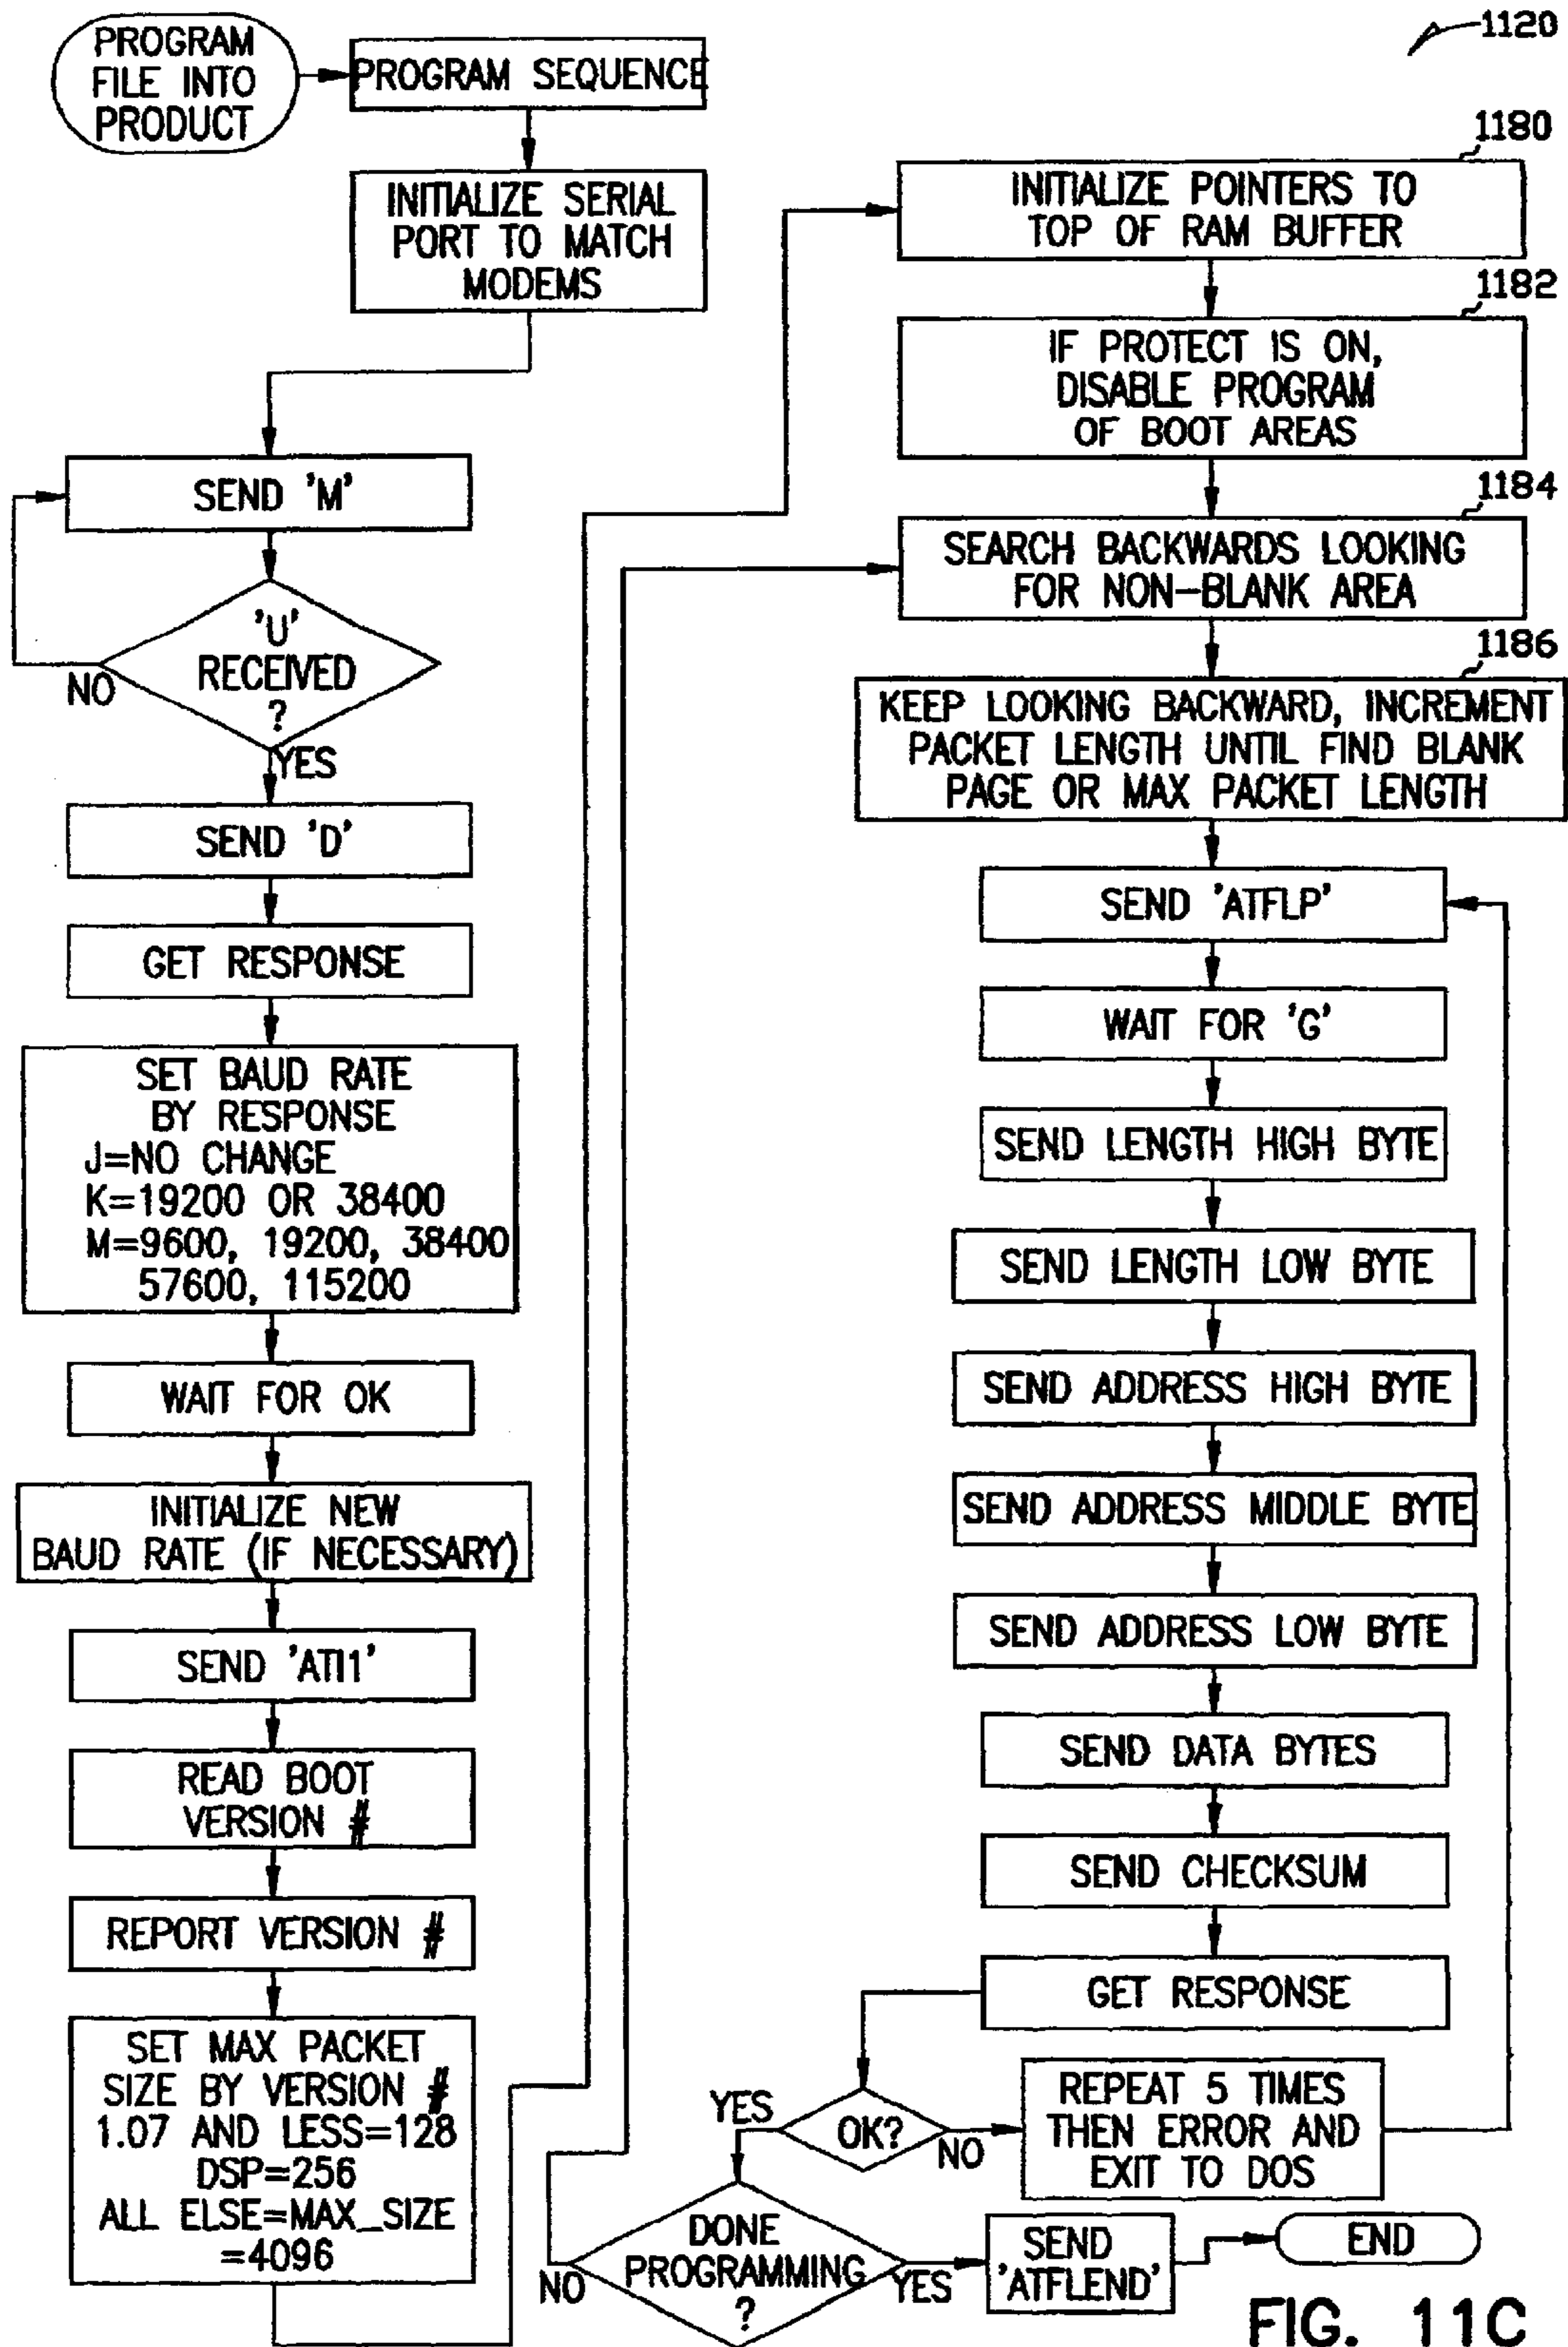 PROGRAM
FILE INTO
PRODUCT
PROGRAM SEQUENCE
INITIALIZE SERIAL
PORT TO MATCH
MODEMS
SEND 'M'
'U'
RECEIVED
?
NO
YES
SEND 'D'
GET RESPONSE
SET BAUD RATE
BY RESPONSE
J=NO CHANGE
K=19200 OR 38400
M=9600, 19200, 38400
57600, 115200
WAIT FOR OK
INITIALIZE NEW
BAUD RATE (IF NECESSARY)
SEND 'ATI1'
READ BOOT
VERSION #
REPORT VERSION #
SET MAX PACKET
SIZE BY VERSION #
1.07 AND LESS=128
DSP=256
ALL ELSE=MAX_SIZE
=4096
1120
1180
INITIALIZE POINTERS TO
TOP OF RAM BUFFER
1182
IF PROTECT IS ON,
DISABLE PROGRAM
OF BOOT AREAS
1184
SEARCH BACKWARDS LOOKING
FOR NON-BLANK AREA
1186
KEEP LOOKING BACKWARD, INCREMENT
PACKET LENGTH UNTIL FIND BLANK
PAGE OR MAX PACKET LENGTH
SEND 'ATFLP'
WAIT FOR 'G'
SEND LENGTH HIGH BYTE
SEND LENGTH LOW BYTE
SEND ADDRESS HIGH BYTE
SEND ADDRESS MIDDLE BYTE
SEND ADDRESS LOW BYTE
SEND DATA BYTES
SEND CHECKSUM
GET RESPONSE
YES
OK?
NO
REPEAT 5 TIMES
THEN ERROR AND
EXIT TO DOS
DONE
PROGRAMMING
?
NO
YES
SEND
'ATFLEND'
END
FIG. 11C